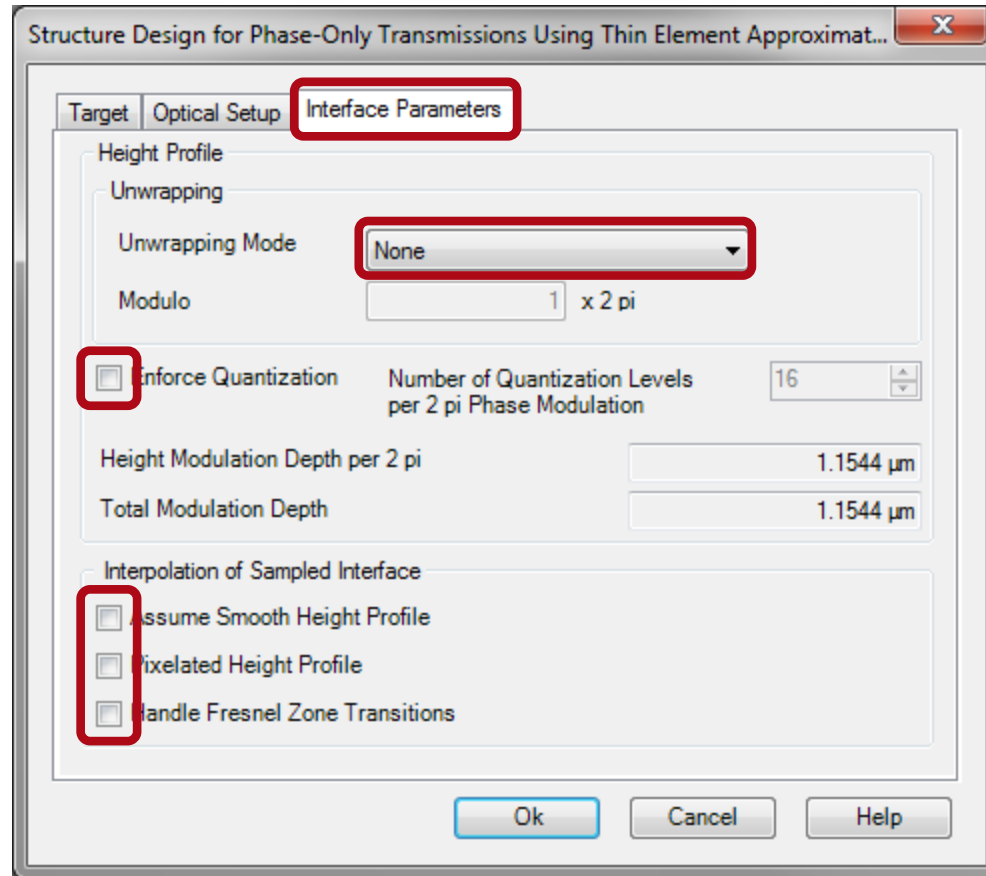 Structure Design for Phase-Only Transmissions Using Thin Element Approximat...
Target
Optical Setup
Interface Parameters
Height Profile
Unwrapping
Unwrapping Mode
None
Modulo
1 x 2 pi
Enforce Quantization
Number of Quantization Levels
per 2 pi Phase Modulation
16
Height Modulation Depth per 2 pi
1.1544 µm
Total Modulation Depth
1.1544 µm
Interpolation of Sampled Interface
Assume Smooth Height Profile
Pixelated Height Profile
Handle Fresnel Zone Transitions
Ok
Cancel
Help